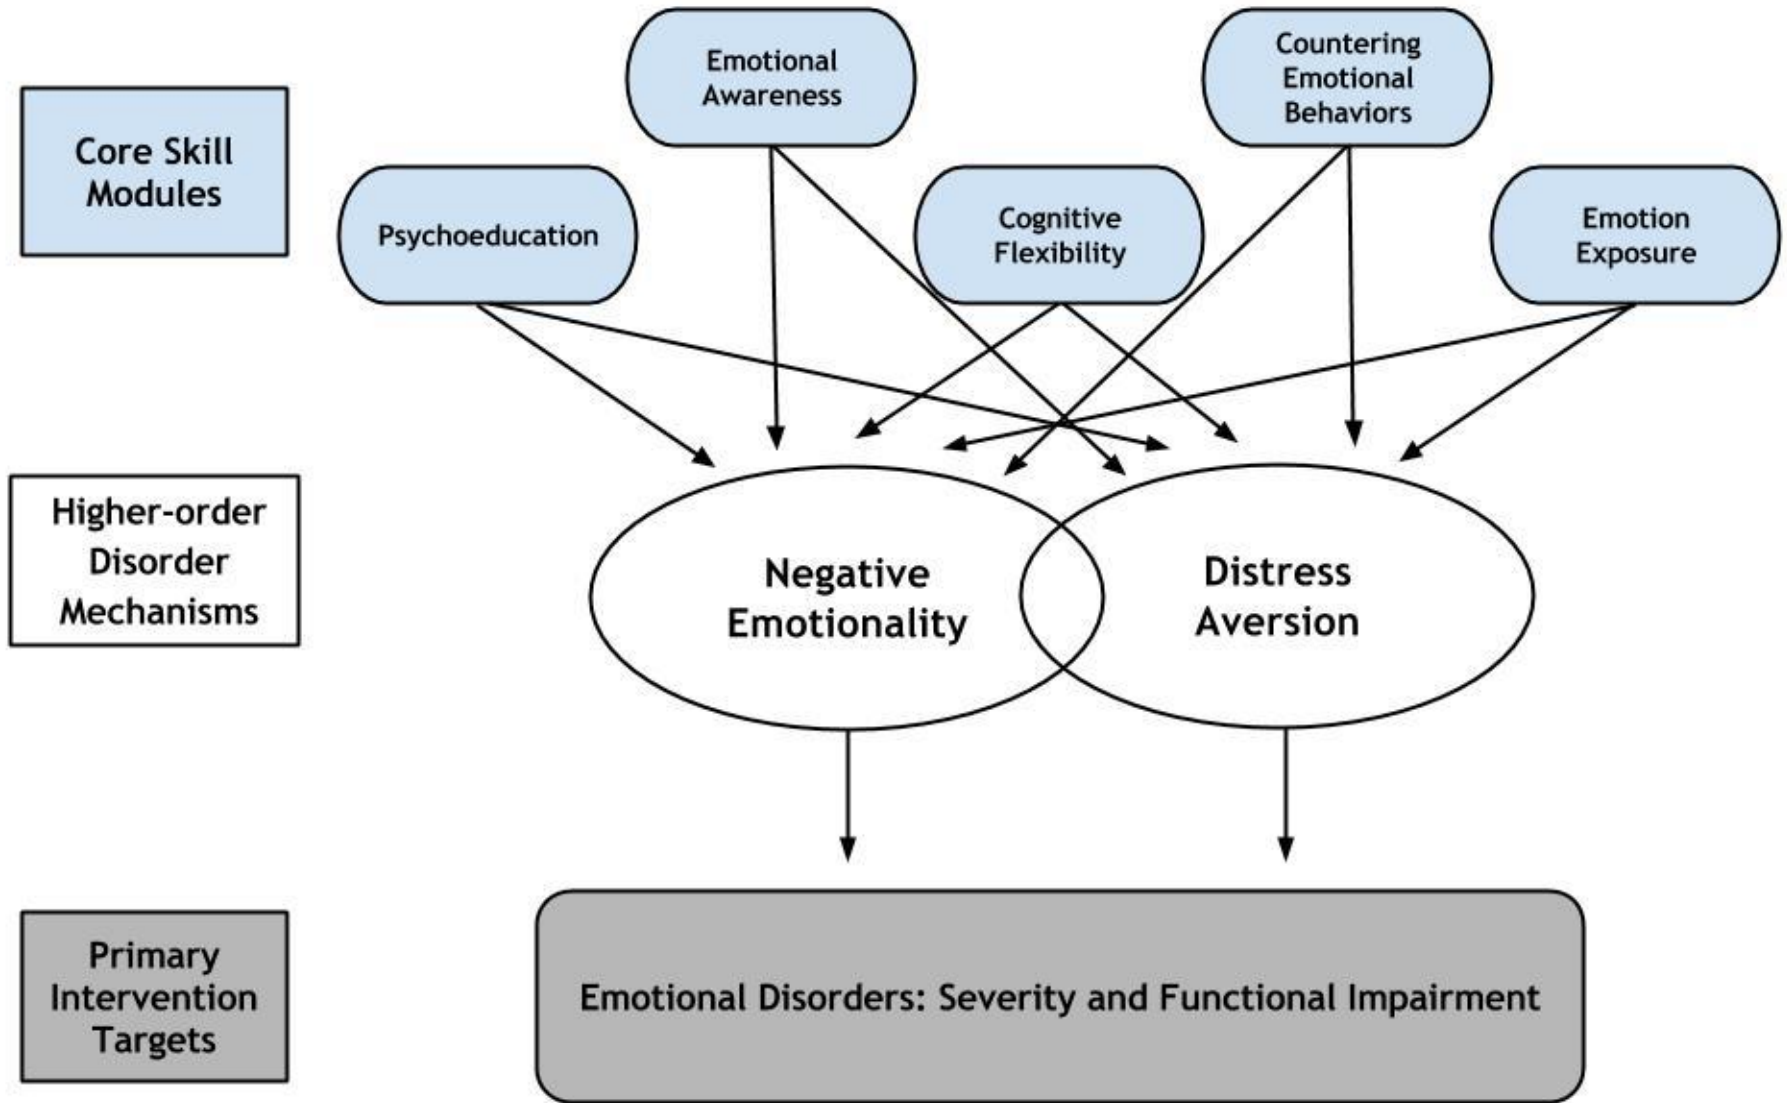 Core Skill
Modules
Psychoeducation
Emotional
Awareness
Cognitive
Flexibility
Countering
Emotional
Behaviors
Emotion
Exposure
Higher-order
Disorder
Mechanisms
Negative
Emotionality
Distress
Aversion
Primary
Intervention
Targets
Emotional Disorders: Severity and Functional Impairment